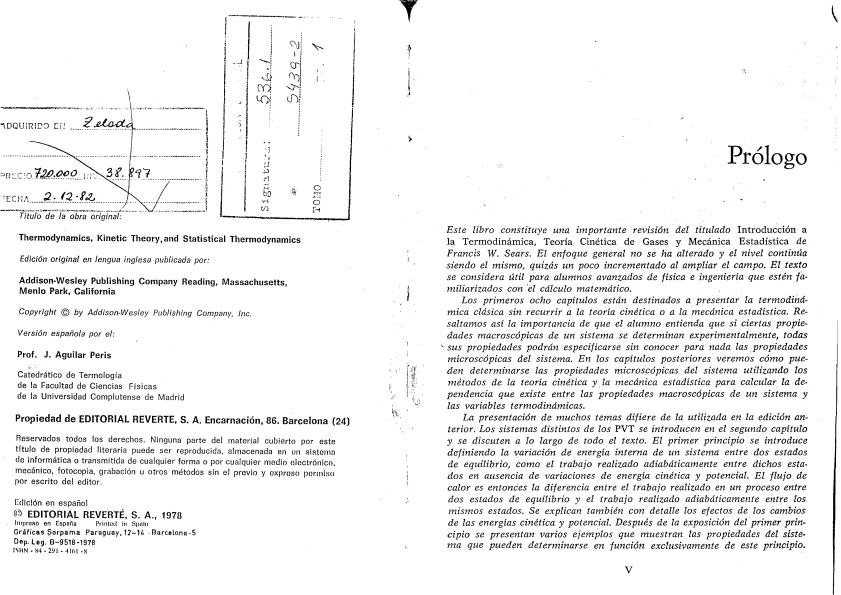 ADQUIRIDO EN Zelada
PRECIO 720.000 38.897
FECHA 2.12.82
Signatura: 536.1
S439-2
TOMO 1
Título de la obra original:
Thermodynamics, Kinetic Theory, and Statistical Thermodynamics
Edición original en lengua inglesa publicada por:
Addison-Wesley Publishing Company Reading, Massachusetts,
Menlo Park, California
Copyright © by Addison-Wesley Publishing Company, Inc.
Versión española por el:
Prof. J. Aguilar Peris
Catedrático de Termología
de la Facultad de Ciencias Físicas
de la Universidad Complutense de Madrid
Propiedad de EDITORIAL REVERTE, S. A. Encarnación, 86. Barcelona (24)
Reservados todos los derechos. Ninguna parte del material cubierto por este
título de propiedad literaria puede ser reproducida, almacenada en un sistema
de informática o transmitida de cualquier forma o por cualquier medio electrónico,
mecánico, fotocopia, grabación u otros métodos sin el previo y expreso permiso
por escrito del editor.
Edición en español
© EDITORIAL REVERTÉ, S. A., 1978
Impreso en España Printed in Spain
Gráficas Sorpama Paraguay, 12-14 Barcelona-5
Dep. Leg. B-9518-1978
ISBN - 84 - 291 - 4161 - 8
Prólogo
Este libro constituye una importante revisión del titulado Introducción a
la Termodinámica, Teoría Cinética de Gases y Mecánica Estadística de
Francis W. Sears. El enfoque general no se ha alterado y el nivel continúa
siendo el mismo, quizás un poco incrementado al ampliar el campo. El texto
se considera útil para alumnos avanzados de física e ingeniería que estén fa-
miliarizados con el cálculo matemático.
Los primeros ocho capítulos están destinados a presentar la termodiná-
mica clásica sin recurrir a la teoría cinética o a la mecánica estadística. Re-
saltamos así la importancia de que el alumno entienda que si ciertas propie-
dades macroscópicas de un sistema se determinan experimentalmente, todas
sus propiedades podrán especificarse sin conocer para nada las propiedades
microscópicas del sistema. En los capítulos posteriores veremos cómo pue-
den determinarse las propiedades microscópicas del sistema utilizando los
métodos de la teoría cinética y la mecánica estadística para calcular la de-
pendencia que existe entre las propiedades macroscópicas de un sistema y
las variables termodinámicas.
La presentación de muchos temas difiere de la utilizada en la edición an-
terior. Los sistemas distintos de los PVT se introducen en el segundo capítulo
y se discuten a lo largo de todo el texto. El primer principio se introduce
definiendo la variación de energía interna de un sistema entre dos estados
de equilibrio, como el trabajo realizado adiabáticamente entre dichos esta-
dos en ausencia de variaciones de energía cinética y potencial. El flujo de
calor es entonces la diferencia entre el trabajo realizado en un proceso entre
dos estados de equilibrio y el trabajo realizado adiabáticamente entre los
mismos estados. Se explican también con detalle los efectos de los cambios
de las energías cinética y potencial. Después de la exposición del primer prin-
cipio se presentan varios ejemplos que muestran las propiedades del siste-
ma que pueden determinarse en función exclusivamente de este principio.
V